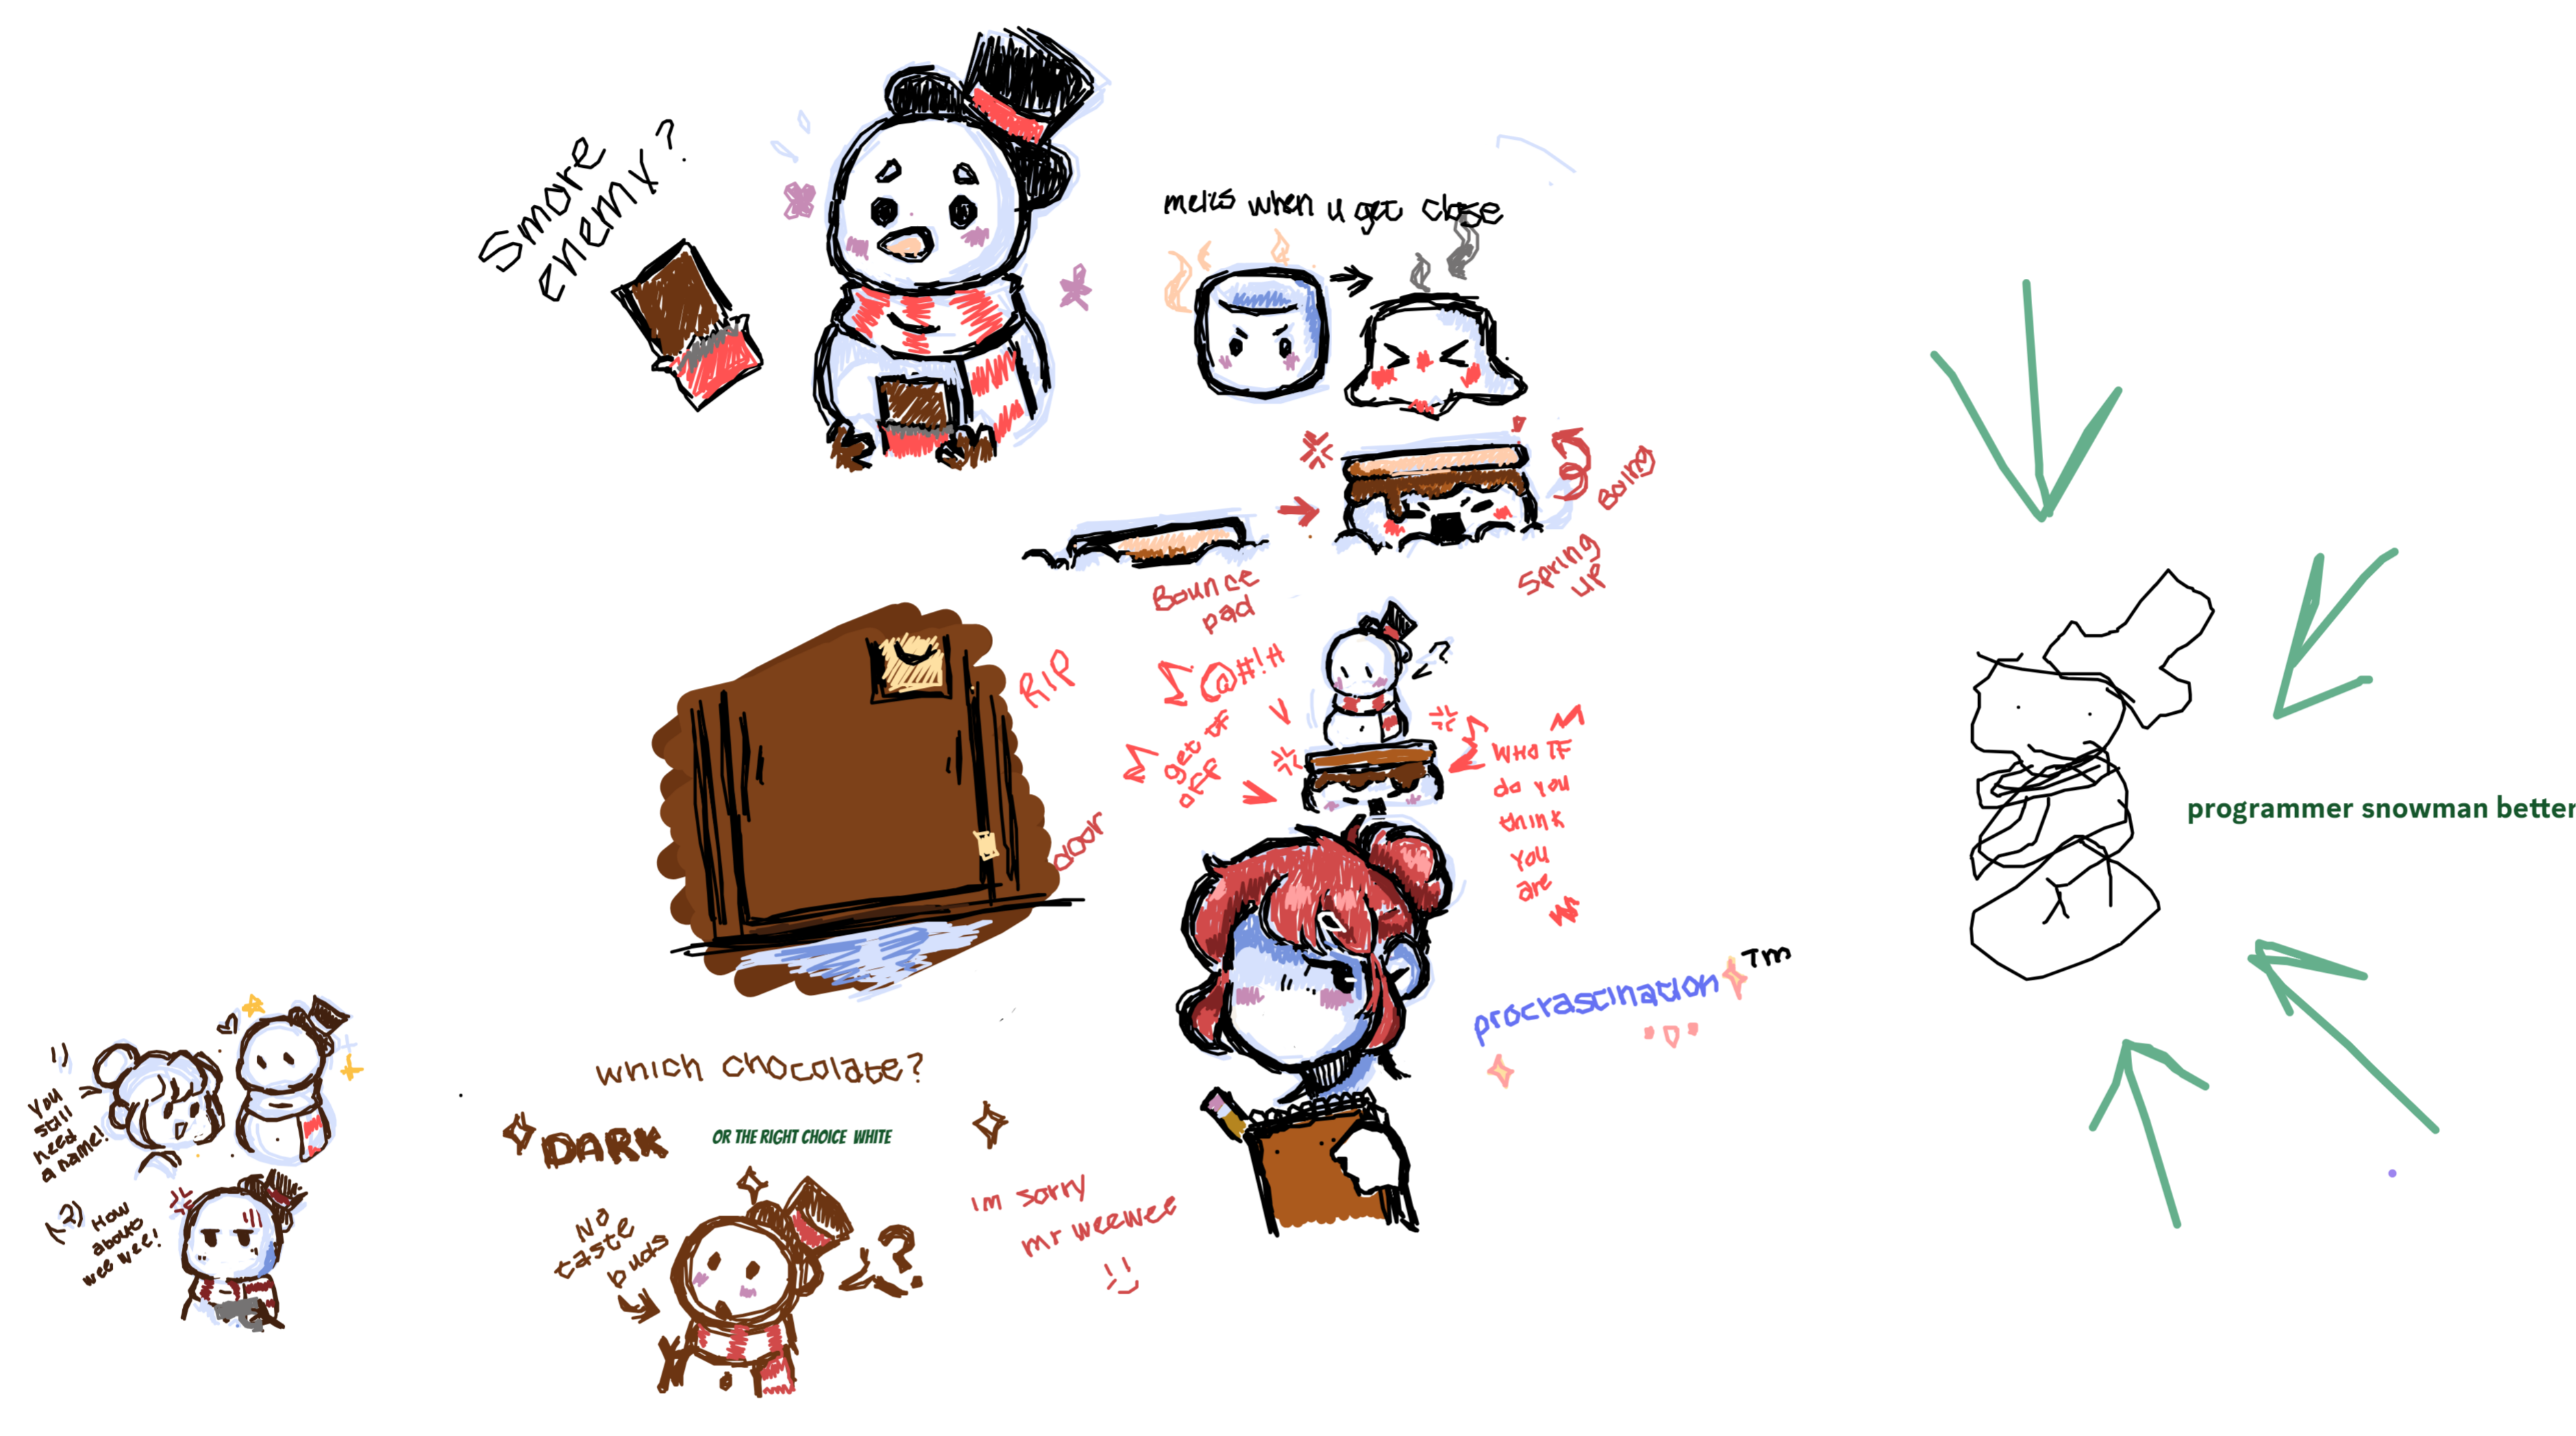 Smore
enemy?
melts when u get close
Boing
Spring
up
Bounce
pad
RIP
door
@#!#
get of
off
?
WHO TF
do you
think
you
are
programmer snowman better
procrascination TM
:)
You
still
need
a name!
(?)
How
about
wee wee!
which chocolate?
DARK
OR THE RIGHT CHOICE WHITE
No
taste
buds
?
im sorry
mr weewee